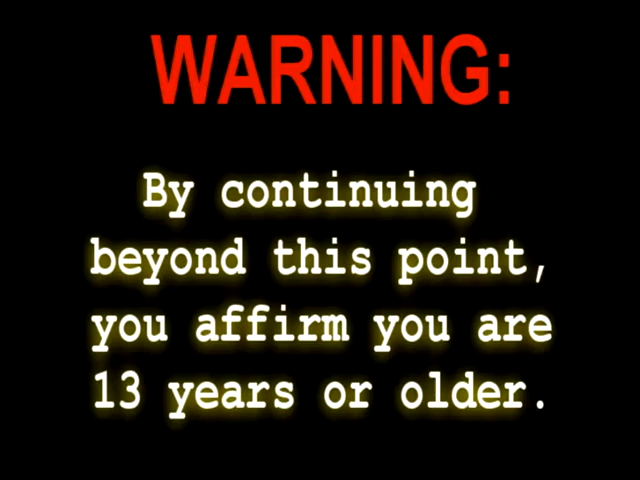 WARNING:
By continuing
beyond this point,
you affirm you are
13 years or older.